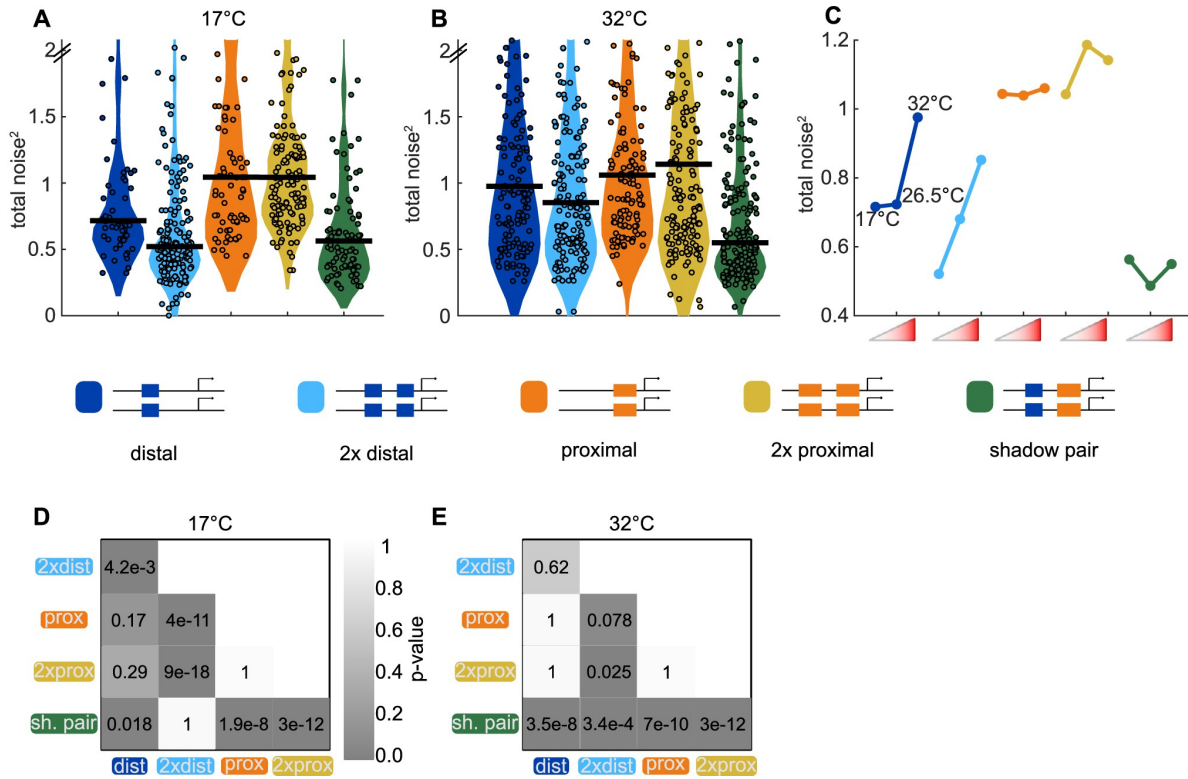 A
17°C
B
32°C
C
total noise²
2
1.5
1
0.5
0
total noise²
2
1.5
1
0.5
0
total noise²
1.2
1
0.8
0.6
0.4
32°C
26.5°C
17°C
distal
2x distal
proximal
2x proximal
shadow pair
D
17°C
2xdist
4.2e-3
prox
0.17 4e-11
2xprox
0.29 9e-18 1
sh. pair
0.018 1 1.9e-8 3e-12
dist 2xdist prox 2xprox
1
0.8
0.6
0.4
0.2
0.0
p-value
E
32°C
2xdist
0.62
prox
1 0.078
2xprox
1 0.025 1
sh. pair
3.5e-8 3.4e-4 7e-10 3e-12
dist 2xdist prox 2xprox